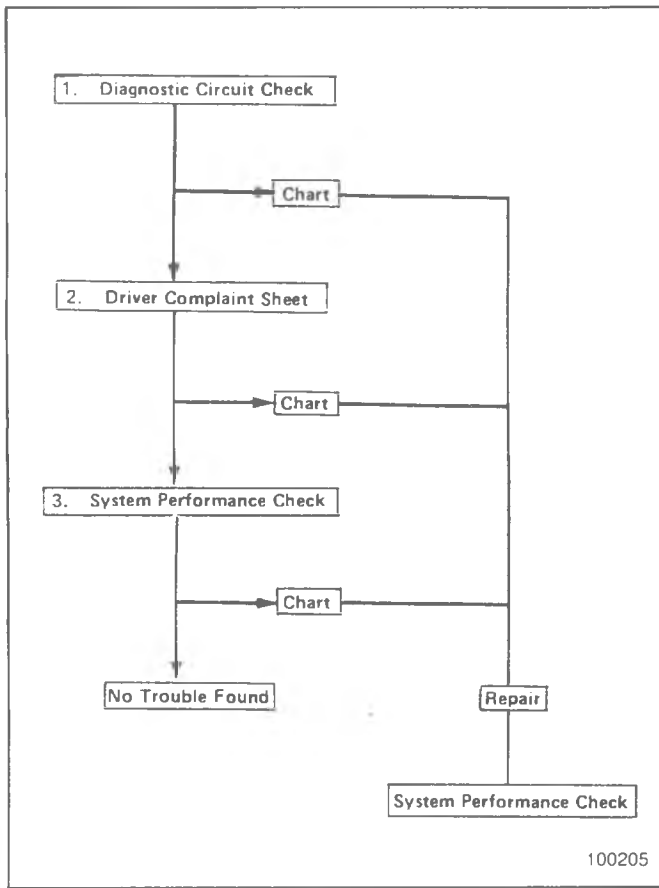 1. Diagnostic Circuit Check
Chart
2. Driver Complaint Sheet
Chart
3. System Performance Check
Chart
No Trouble Found
Repair
System Performance Check
100205